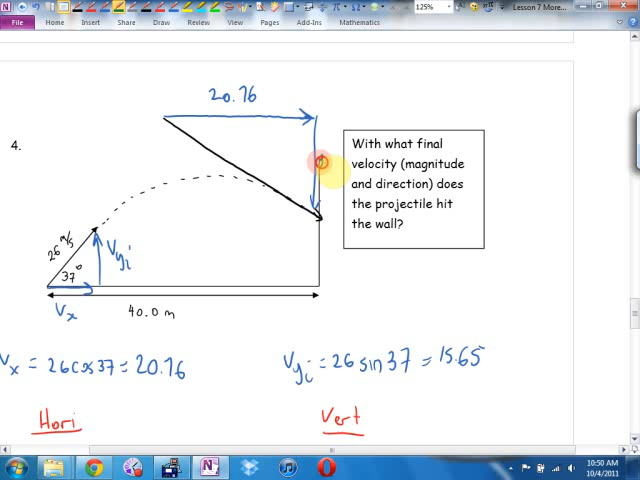 125%
Lesson 7 More...
File
Home
Insert
Share
Draw
Review
View
Add-Ins
Mathematics
20.76
4.
With what final
velocity (magnitude
and direction) does
the projectile hit
the wall?
26 m/s
Vyi
37°
Vx
40.0 m
Vx = 26cos37 = 20.76
Vyi = 26 sin 37 = 15.65
Hori
Vert
10:50 AM
10/4/2011